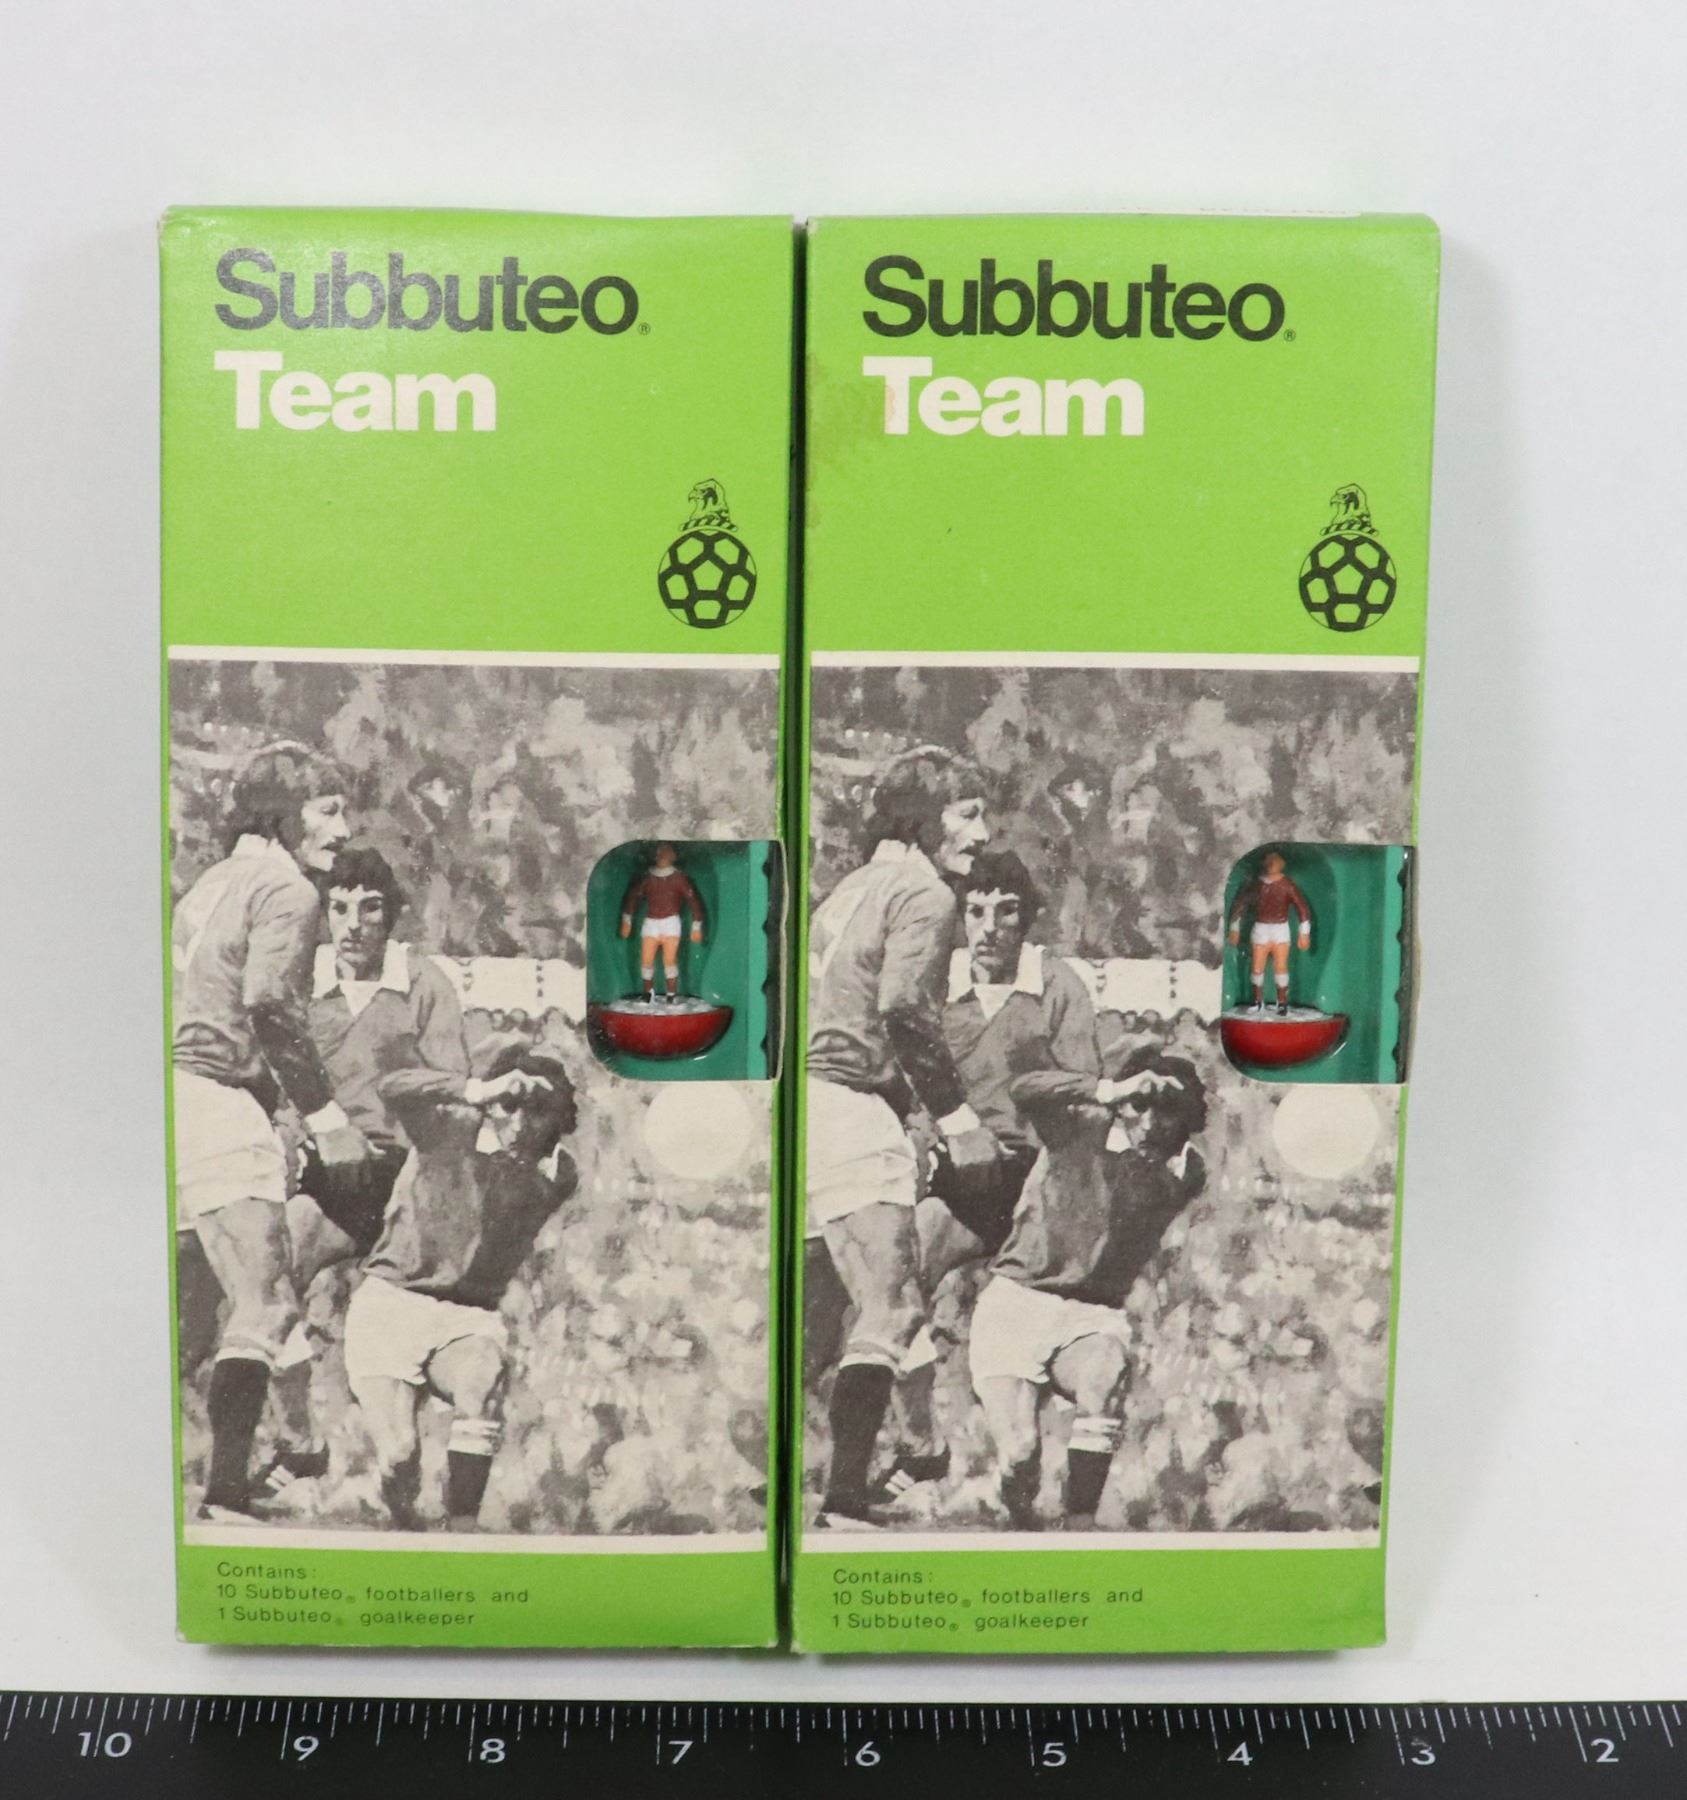 Subbuteo®
Team
Contains:
10 Subbuteo® footballers and
1 Subbuteo® goalkeeper
Subbuteo®
Team
Contains:
10 Subbuteo® footballers and
1 Subbuteo® goalkeeper
10 9 8 7 6 5 4 3 2